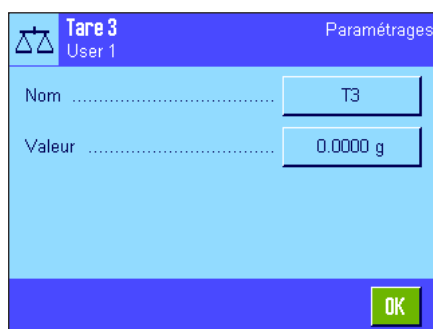 Tare 3
User 1
Paramétrages
Nom ........................................ T3
Valeur ..................................... 0.0000 g
OK